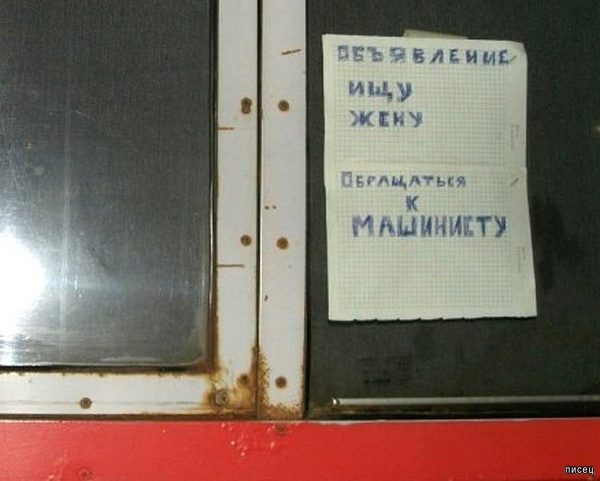 ОБЪЯВЛЕНИЕ
ИЩУ
ЖЕНУ
ОБРАЩАТЬСЯ
К
МАШИНИСТУ
писец